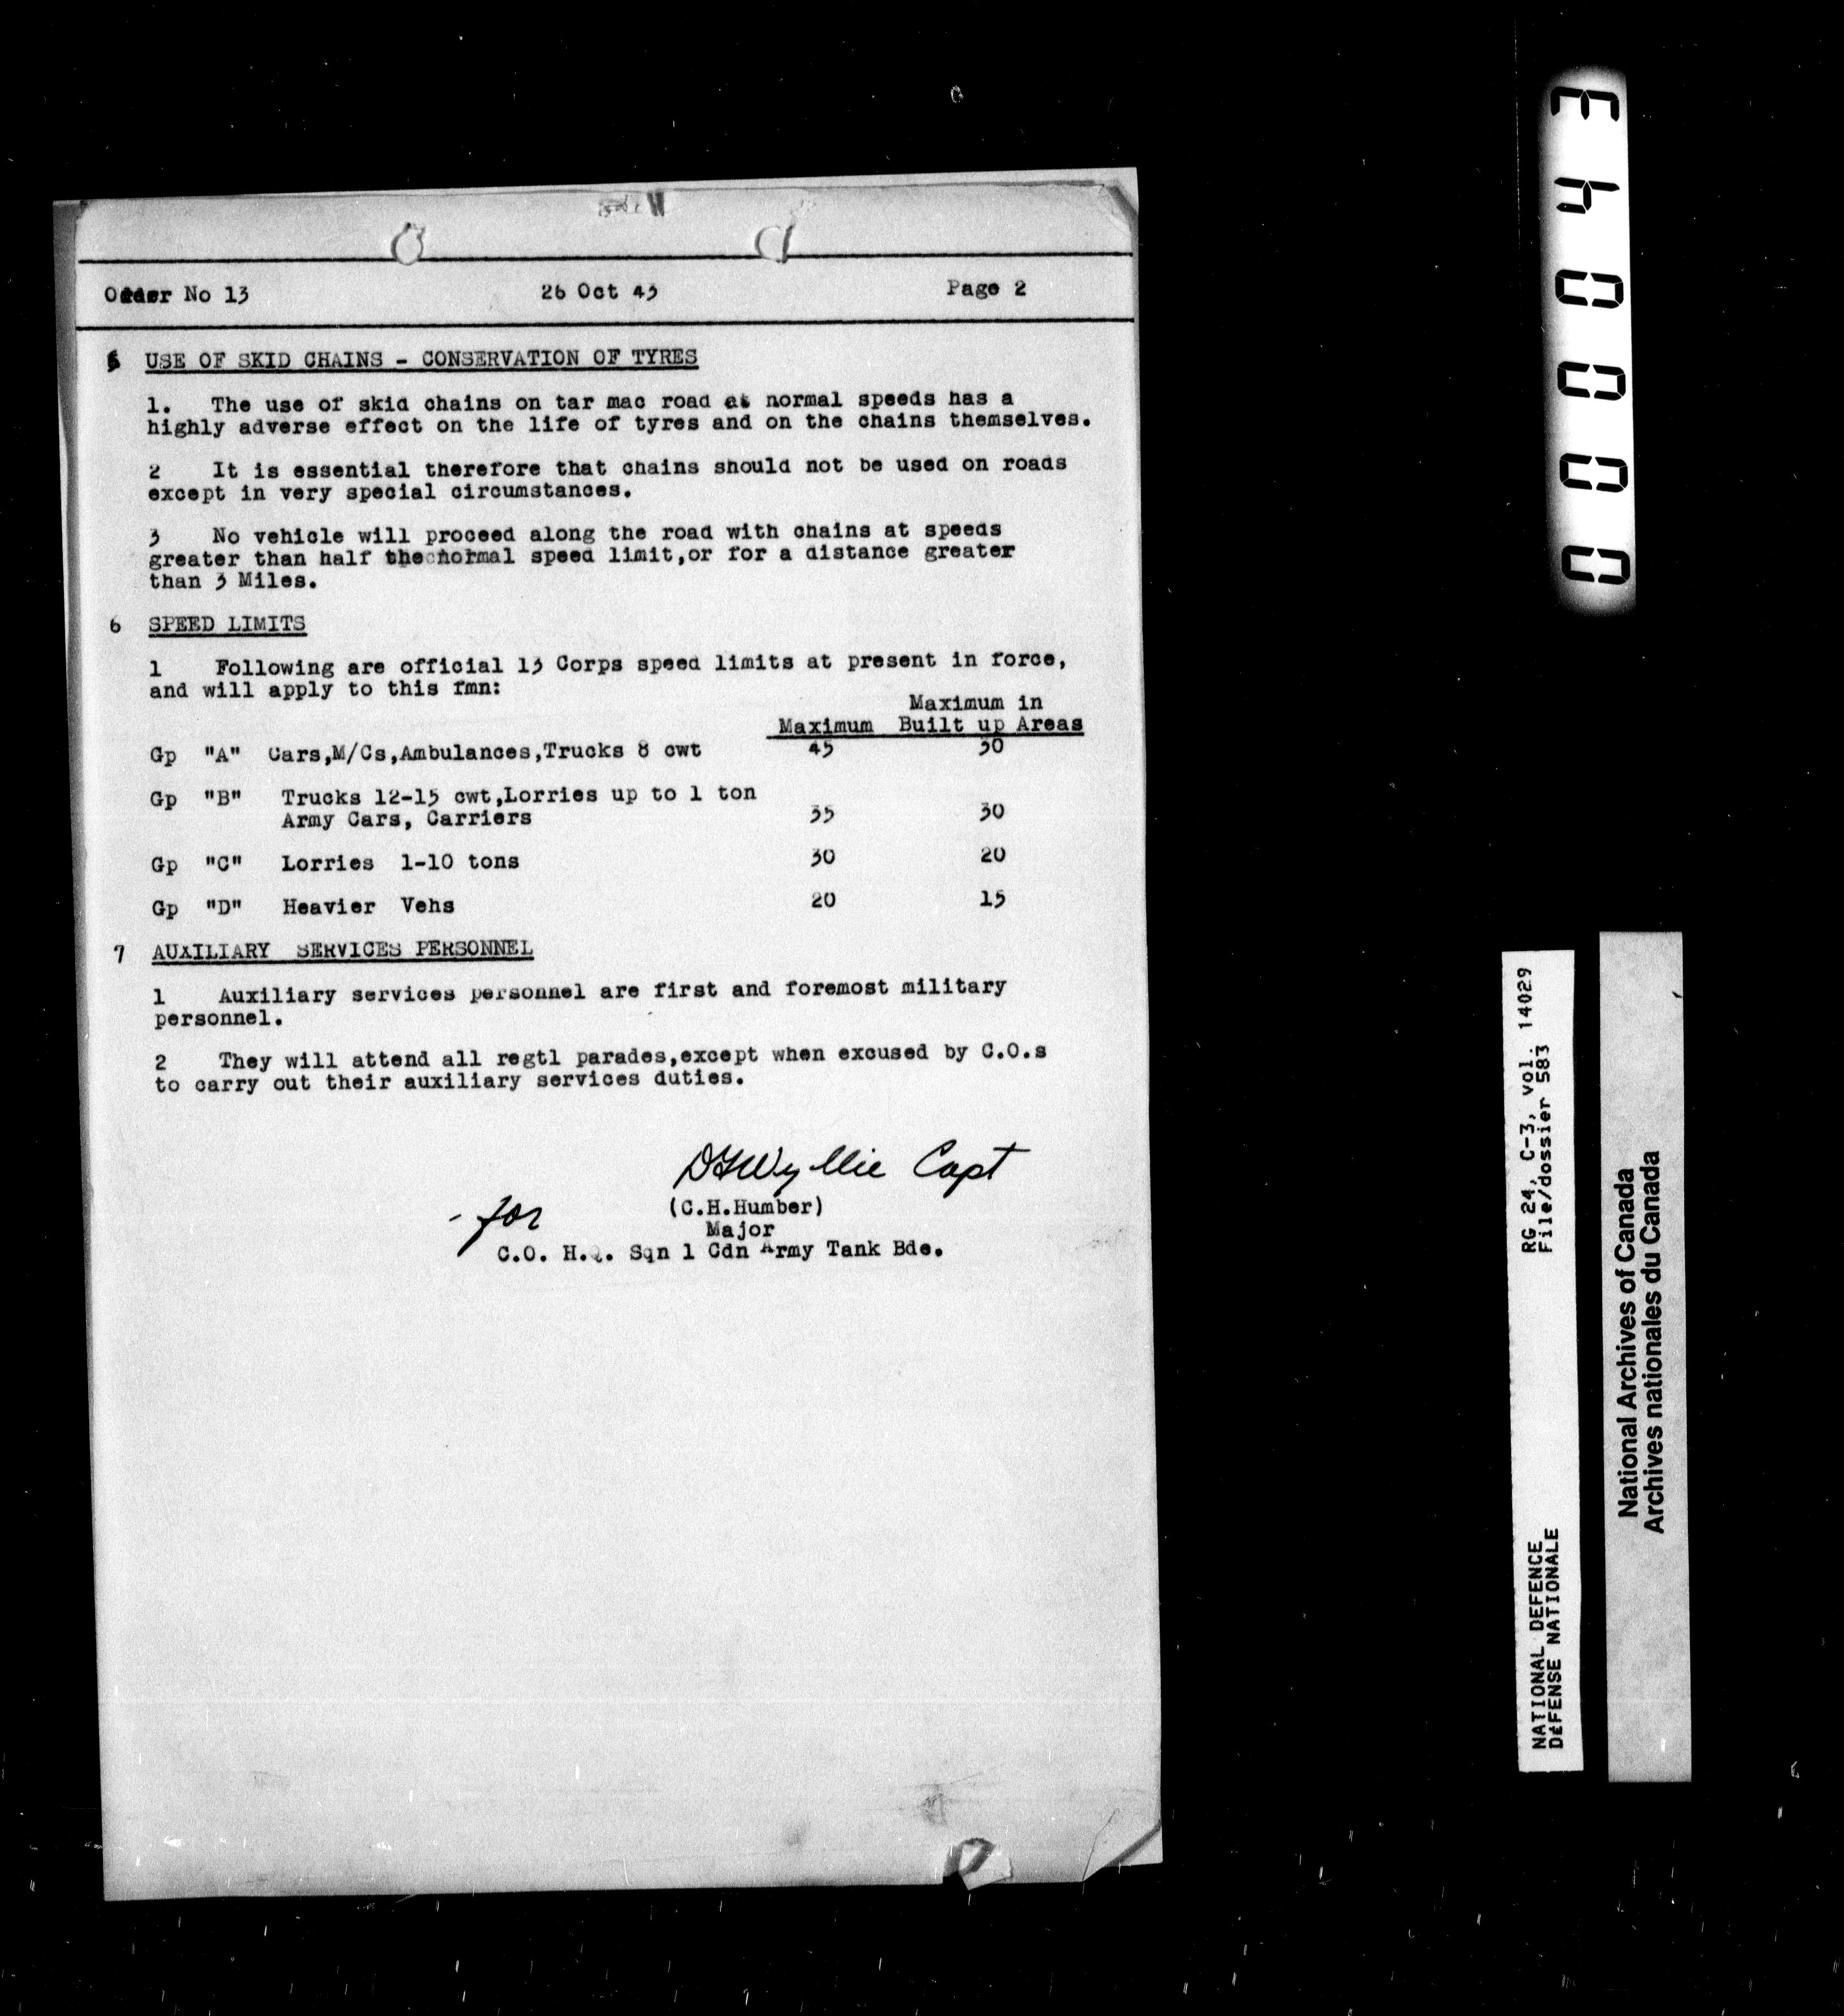 Order No 13 26 Oct 43 Page 2
5 USE OF SKID CHAINS - CONSERVATION OF TYRES
1. The use of skid chains on tar mac road at normal speeds has a
highly adverse effect on the life of tyres and on the chains themselves.
2 It is essential therefore that chains should not be used on roads
except in very special circumstances.
3 No vehicle will proceed along the road with chains at speeds
greater than half the normal speed limit,or for a distance greater
than 3 Miles.
6 SPEED LIMITS
1 Following are official 13 Corps speed limits at present in force,
and will apply to this fmn:
Maximum in
Maximum Built up Areas
Gp "A" Cars,M/Cs,Ambulances,Trucks 8 cwt 45 30
Gp "B" Trucks 12-15 cwt,Lorries up to 1 ton
Army Cars, Carriers 35 30
Gp "C" Lorries 1-10 tons 30 20
Gp "D" Heavier Vehs 20 15
7 AUXILIARY SERVICES PERSONNEL
1 Auxiliary services personnel are first and foremost military
personnel.
2 They will attend all regtl parades,except when excused by C.O.s
to carry out their auxiliary services duties.
Wyllie Capt
- for (C.H.Humber)
Major
C.O. H.Q. Sqn 1 Cdn Army Tank Bde.
000043
NATIONAL DEFENCE RG 24, C-3, vol. 14029
DÉFENSE NATIONALE File/dossier 583
National Archives of Canada
Archives nationales du Canada